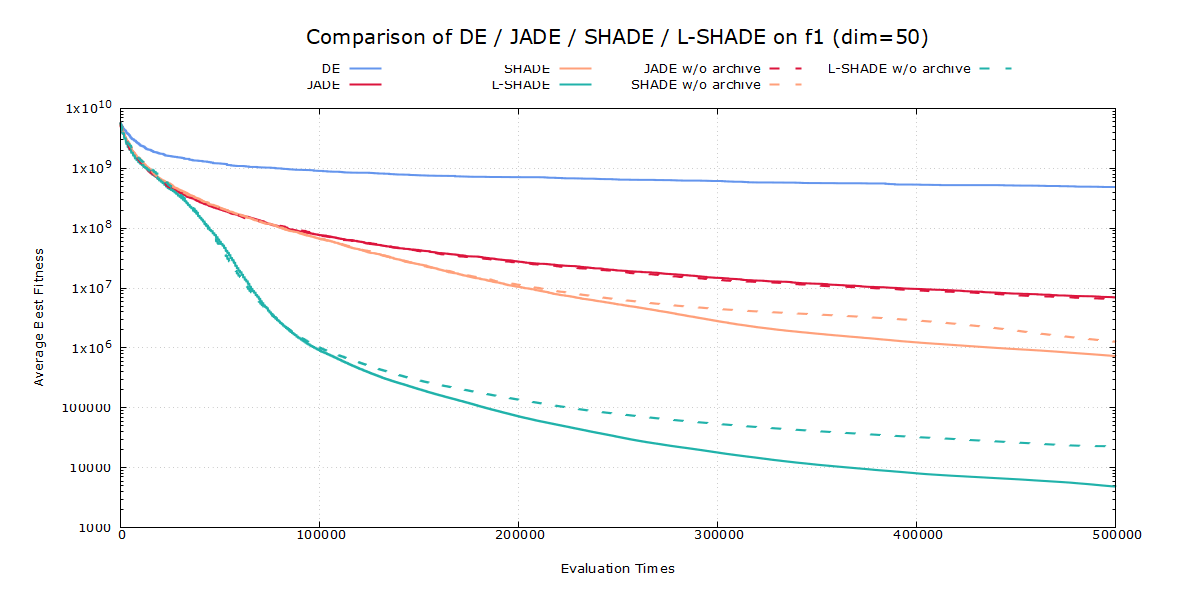 Comparison of DE / JADE / SHADE / L-SHADE on f1 (dim=50)
DE SHADE JADE w/o archive L-SHADE w/o archive
JADE L-SHADE SHADE w/o archive
1x10^10
1x10^9
1x10^8
1x10^7
1x10^6
100000
10000
1000
Average Best Fitness
0 100000 200000 300000 400000 500000
Evaluation Times